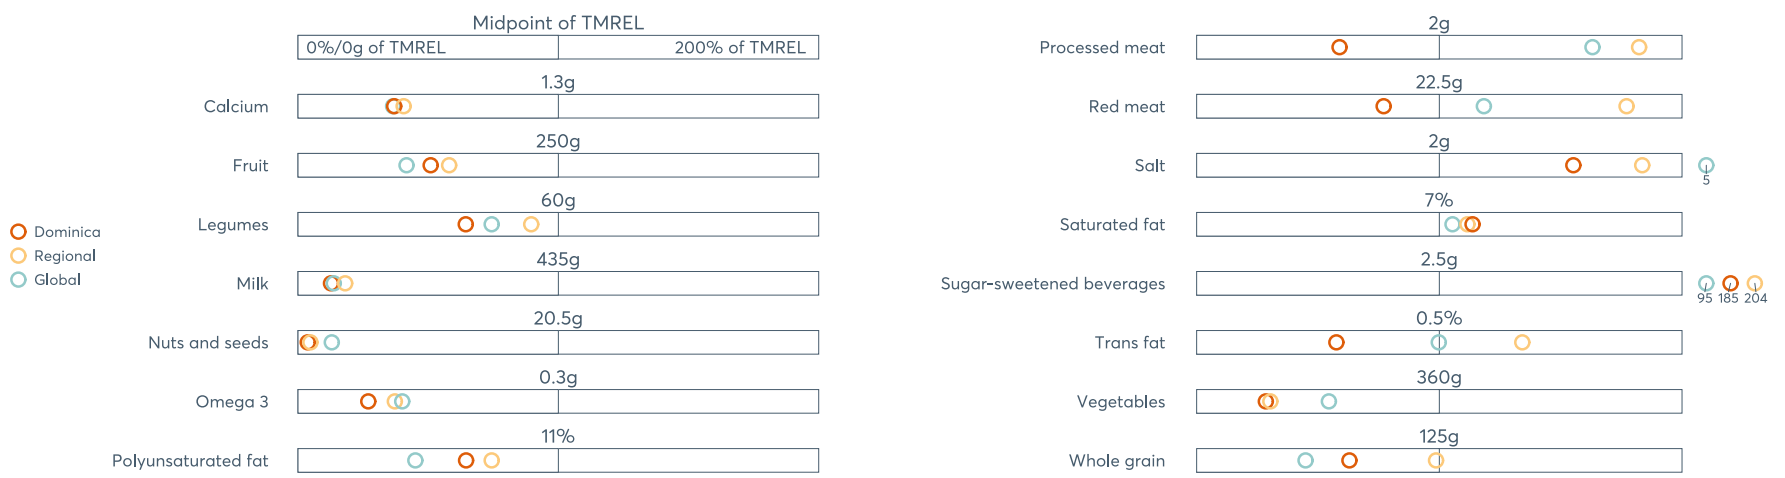 Midpoint of TMREL
0%/0g of TMREL 200% of TMREL
1.3g
Calcium
250g
Fruit
60g
Legumes
435g
Milk
20.5g
Nuts and seeds
0.3g
Omega 3
11%
Polyunsaturated fat
Dominica
Regional
Global
2g
Processed meat
22.5g
Red meat
2g
Salt
5
7%
Saturated fat
2.5g
Sugar-sweetened beverages
95 185 204
0.5%
Trans fat
360g
Vegetables
125g
Whole grain